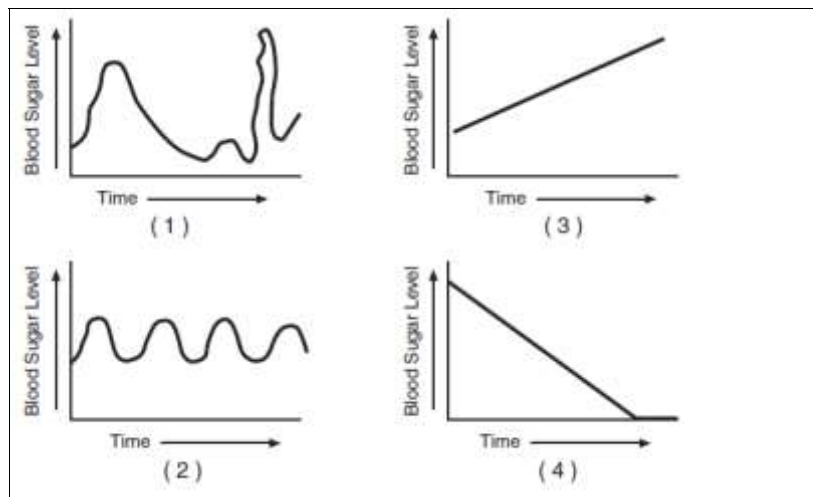 Blood Sugar Level
Time
( 1 )
Blood Sugar Level
Time
( 3 )
Blood Sugar Level
Time
( 2 )
Blood Sugar Level
Time
( 4 )